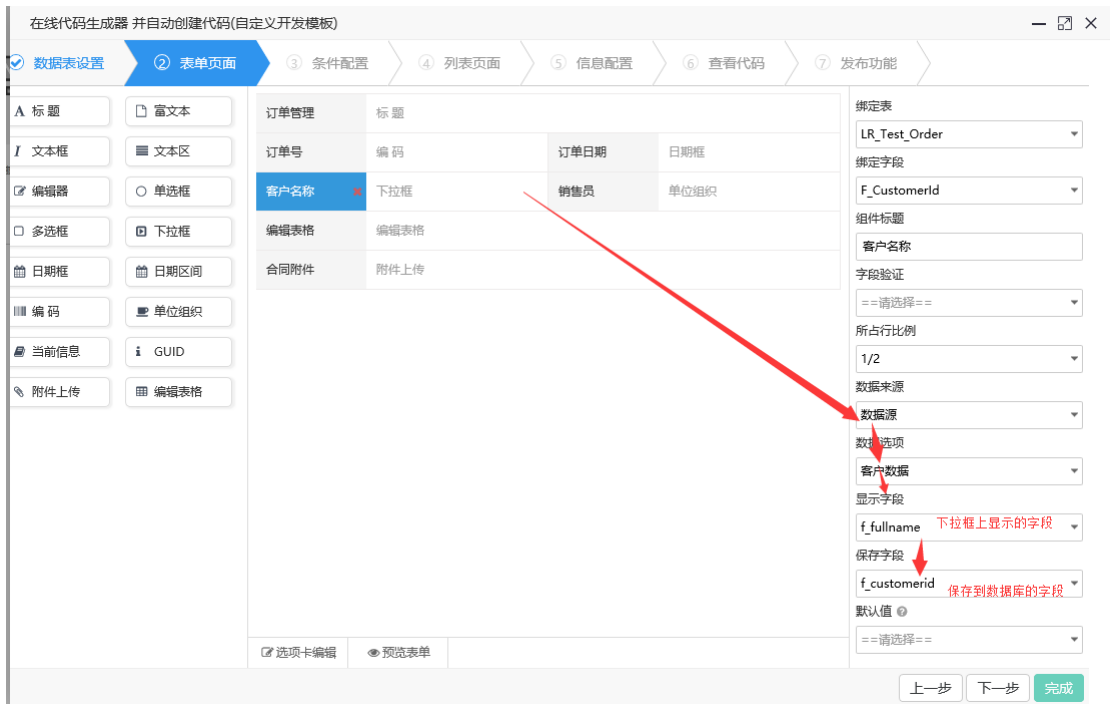 在线代码生成器 并自动创建代码(自定义开发模板)
数据表设置
2 表单页面
3 条件配置
4 列表页面
5 信息配置
6 查看代码
7 发布功能
标 题
富文本
文本框
文本区
编辑器
单选框
多选框
下拉框
日期框
日期区间
编 码
单位组织
当前信息
GUID
附件上传
编辑表格
订单管理 标 题
订单号 编 码 订单日期 日期框
客户名称 下拉框 销售员 单位组织
编辑表格 编辑表格
合同附件 附件上传
选项卡编辑
预览表单
绑定表
LR_Test_Order
绑定字段
F_CustomerId
组件标题
客户名称
字段验证
==请选择==
所占行比例
1/2
数据来源
数据源
数据选项
客户数据
显示字段
f_fullname 下拉框上显示的字段
保存字段
f_customerid 保存到数据库的字段
默认值
==请选择==
上一步
下一步
完成